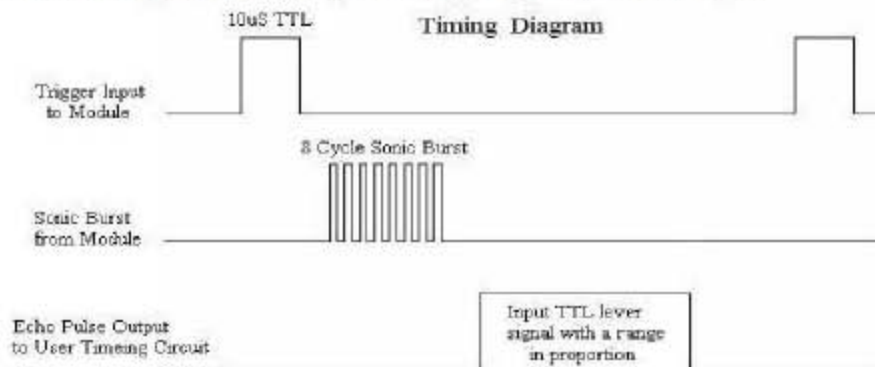 10uS TTL
Timing Diagram
Trigger Input
to Module
8 Cycle Sonic Burst
Sonic Burst
from Module
Echo Pulse Output
to User Timeing Circuit
Input TTL lever
signal with a range
in proportion